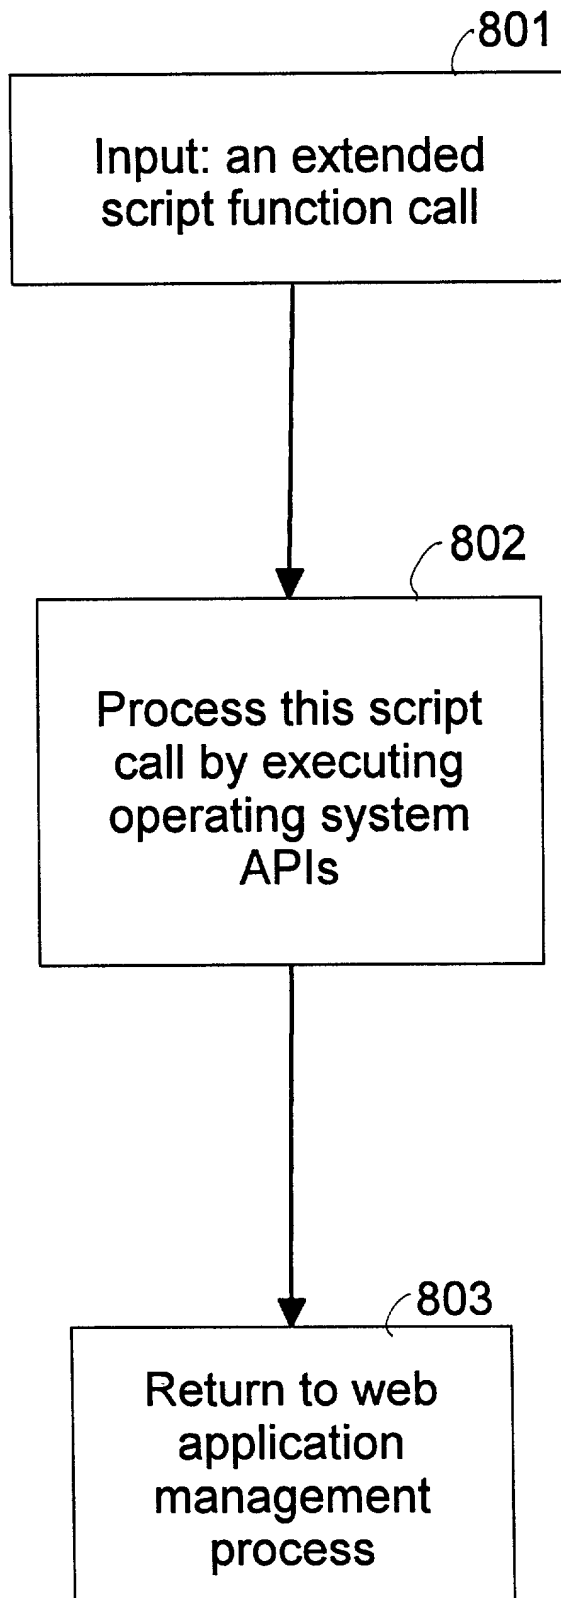 801
Input: an extended
script function call
802
Process this script
call by executing
operating system
APIs
803
Return to web
application
management
process